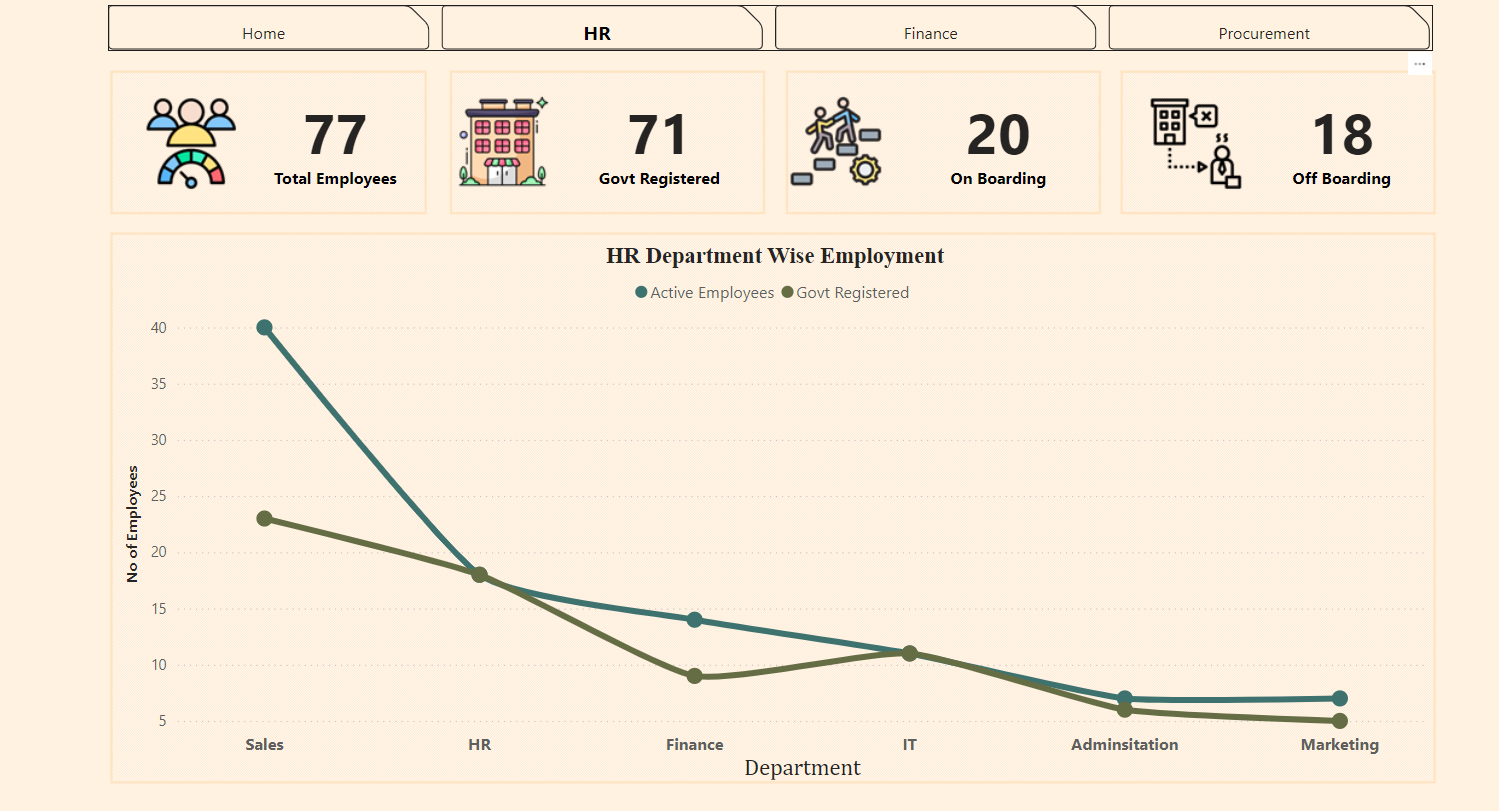 Home
HR
Finance
Procurement
77
Total Employees
71
Govt Registered
20
On Boarding
18
Off Boarding
HR Department Wise Employment
Active Employees
Govt Registered
No of Employees
40
35
30
25
20
15
10
5
Sales
HR
Finance
IT
Adminsitation
Marketing
Department